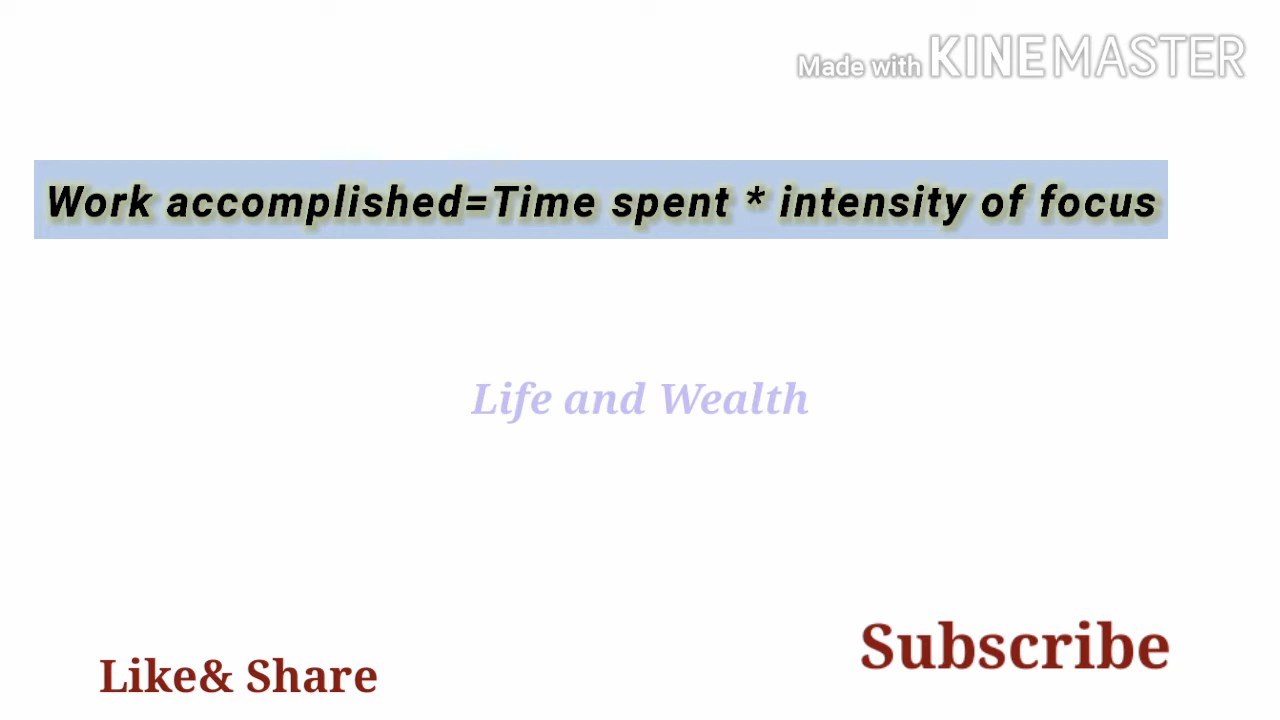 Made with KINEMASTER
Work accomplished=Time spent * intensity of focus
Life and Wealth
Subscribe
Like& Share